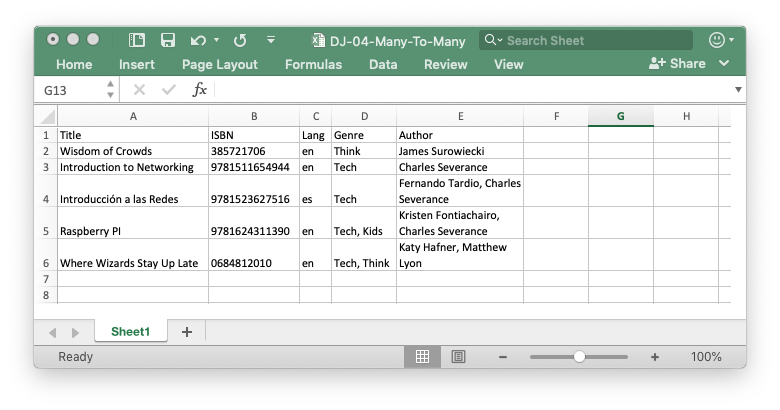 DJ-04-Many-To-Many
Search Sheet
Home Insert Page Layout Formulas Data Review View Share
G13 fx
A B C D E F G H
1 Title ISBN Lang Genre Author
2 Wisdom of Crowds 385721706 en Think James Surowiecki
3 Introduction to Networking 9781511654944 en Tech Charles Severance
Fernando Tardio, Charles
4 Introducción a las Redes 9781523627516 es Tech Severance
Kristen Fontiachairo,
5 Raspberry PI 9781624311390 en Tech, Kids Charles Severance
Katy Hafner, Matthew
6 Where Wizards Stay Up Late 0684812010 en Tech, Think Lyon
7
8
Sheet1 +
Ready − + 100%